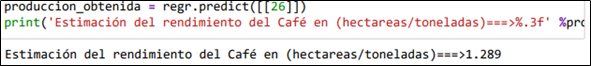 produccion_obtenida = regr.predict([[26]])
print('Estimación del rendimiento del Café en (hectareas/toneladas)===>%.3f' %pro
Estimación del rendimiento del Café en (hectareas/toneladas)===>1.289